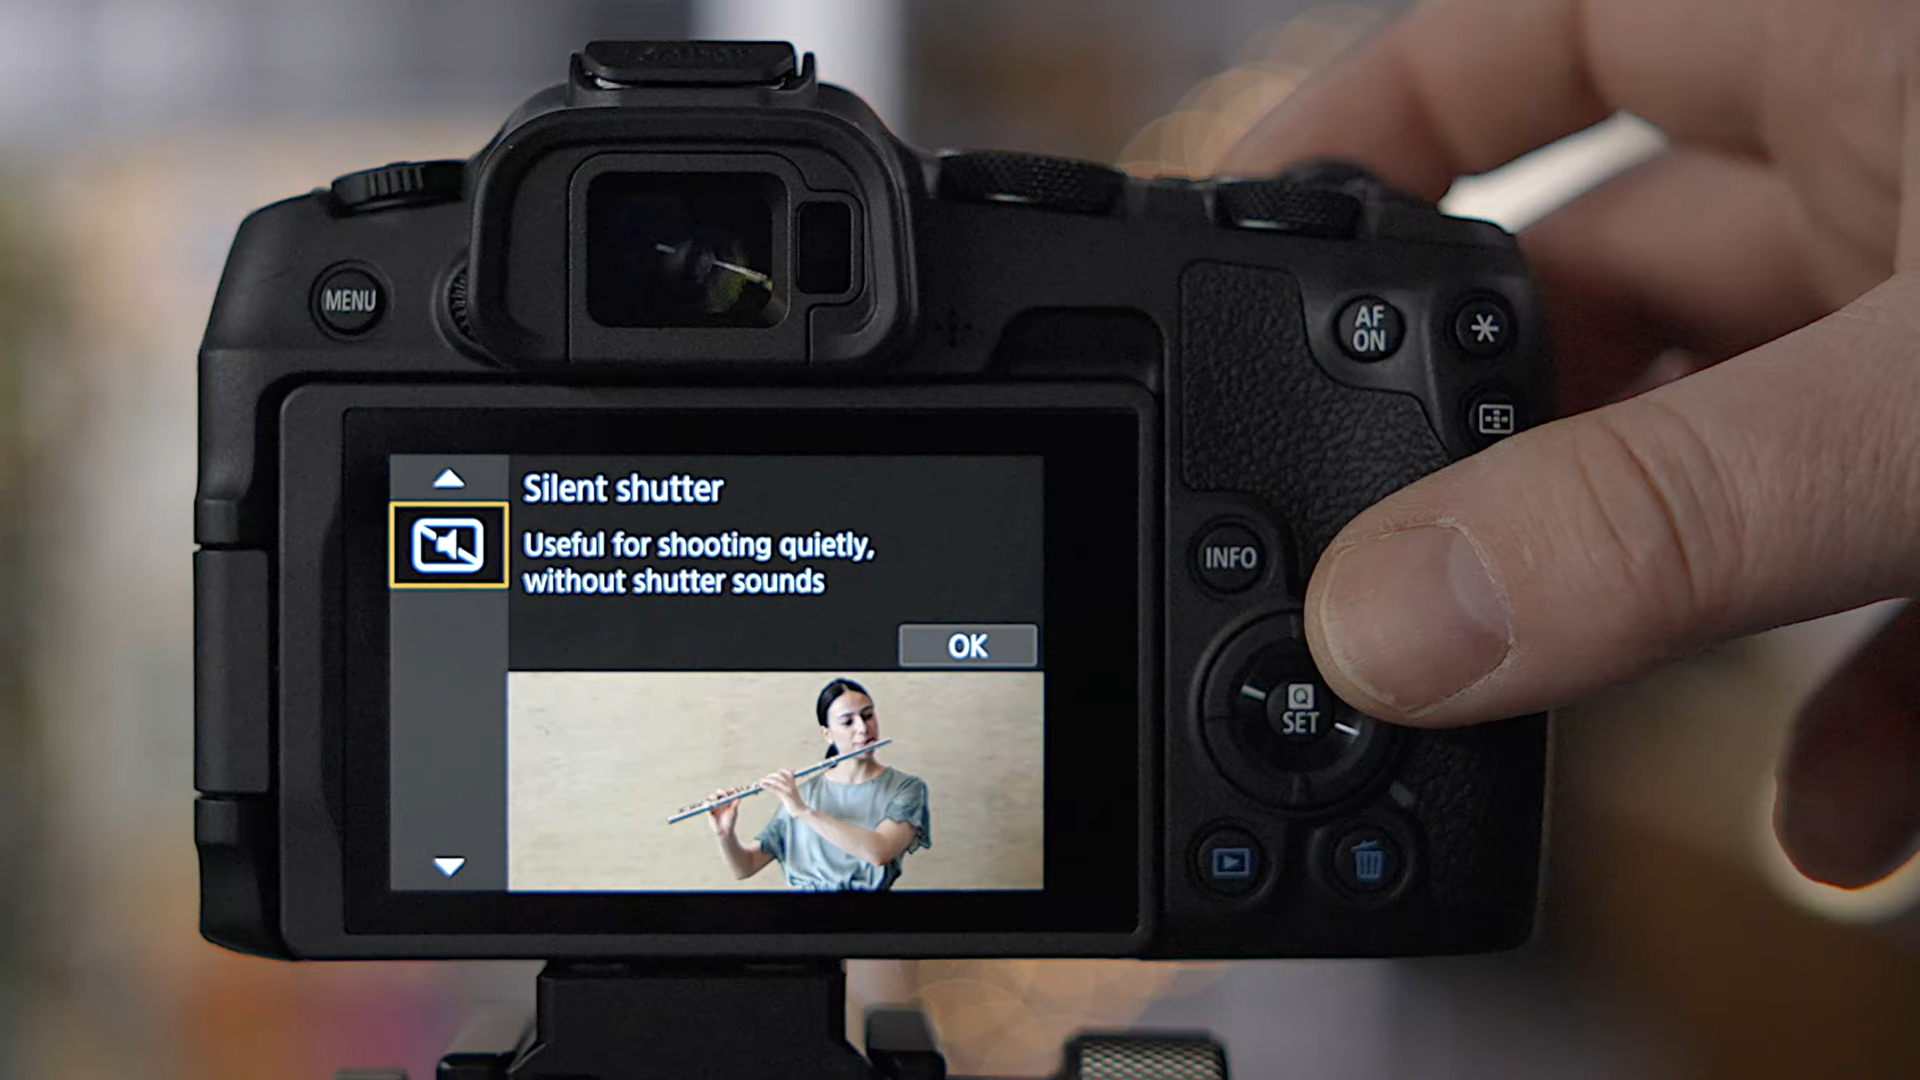 MENU
AF
ON
Silent shutter
Useful for shooting quietly,
without shutter sounds
OK
INFO
Q
SET